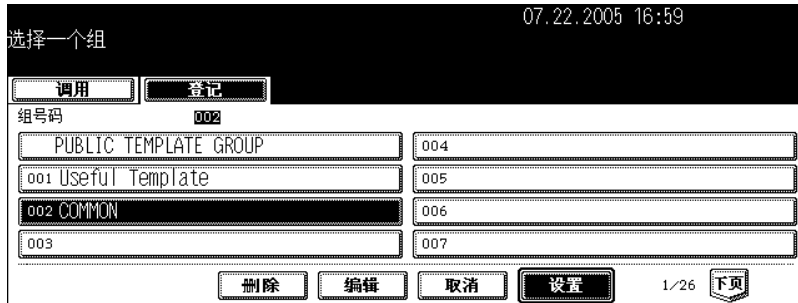 07.22.2005 16:59
选择一个组
调用 登记
组号码 002
PUBLIC TEMPLATE GROUP 004
001 Useful Template 005
002 COMMON 006
003 007
删除 编辑 取消 设置 1/26 下页